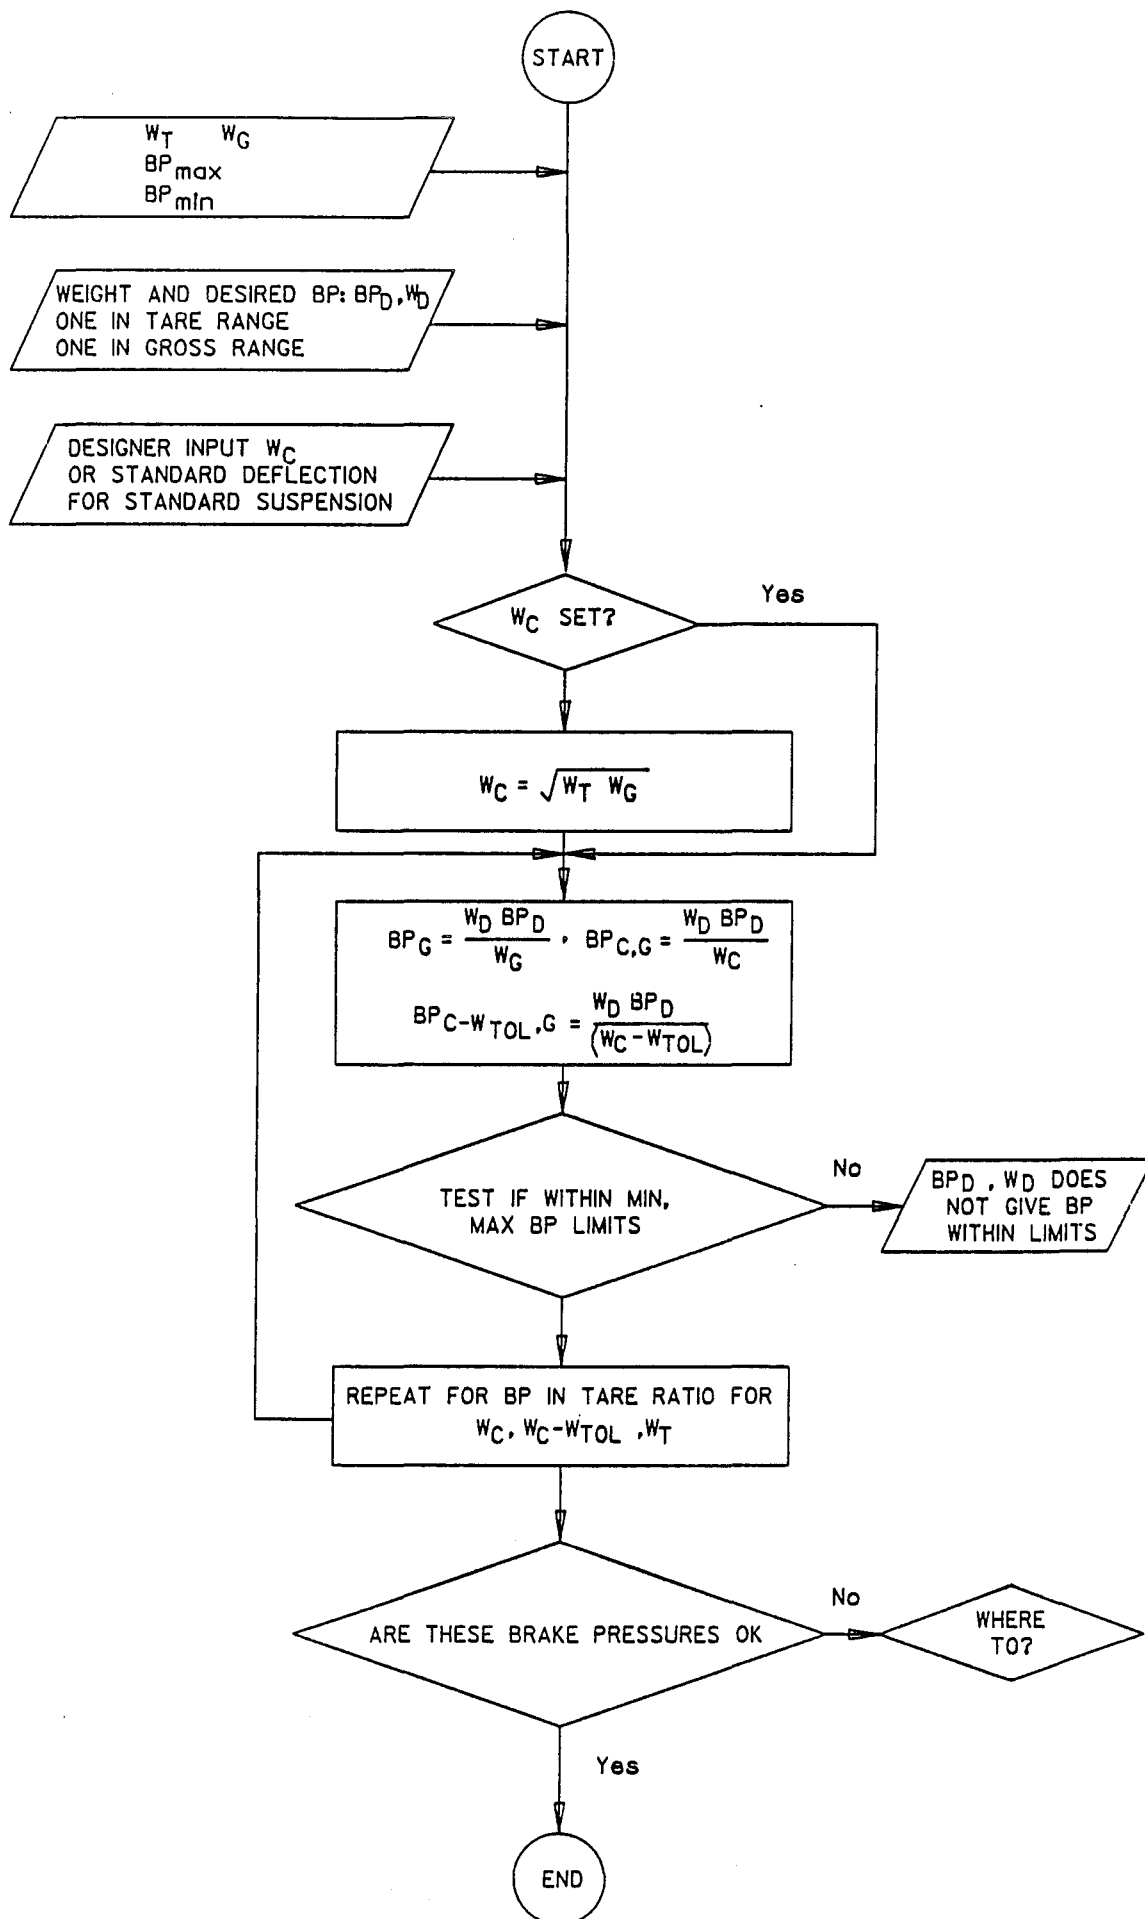 START
W_T W_G
BP_max
BP_min
WEIGHT AND DESIRED BP: BP_D, W_D
ONE IN TARE RANGE
ONE IN GROSS RANGE
DESIGNER INPUT W_C
OR STANDARD DEFLECTION
FOR STANDARD SUSPENSION
W_C SET?
Yes
W_C = √(W_T W_G)
BP_G = W_D BP_D / W_G , BP_C,G = W_D BP_D / W_C
BP_C-W_TOL,G = W_D BP_D / (W_C - W_TOL)
TEST IF WITHIN MIN,
MAX BP LIMITS
No
BP_D , W_D DOES
NOT GIVE BP
WITHIN LIMITS
REPEAT FOR BP IN TARE RATIO FOR
W_C, W_C-W_TOL ,W_T
ARE THESE BRAKE PRESSURES OK
No
WHERE
TO?
Yes
END